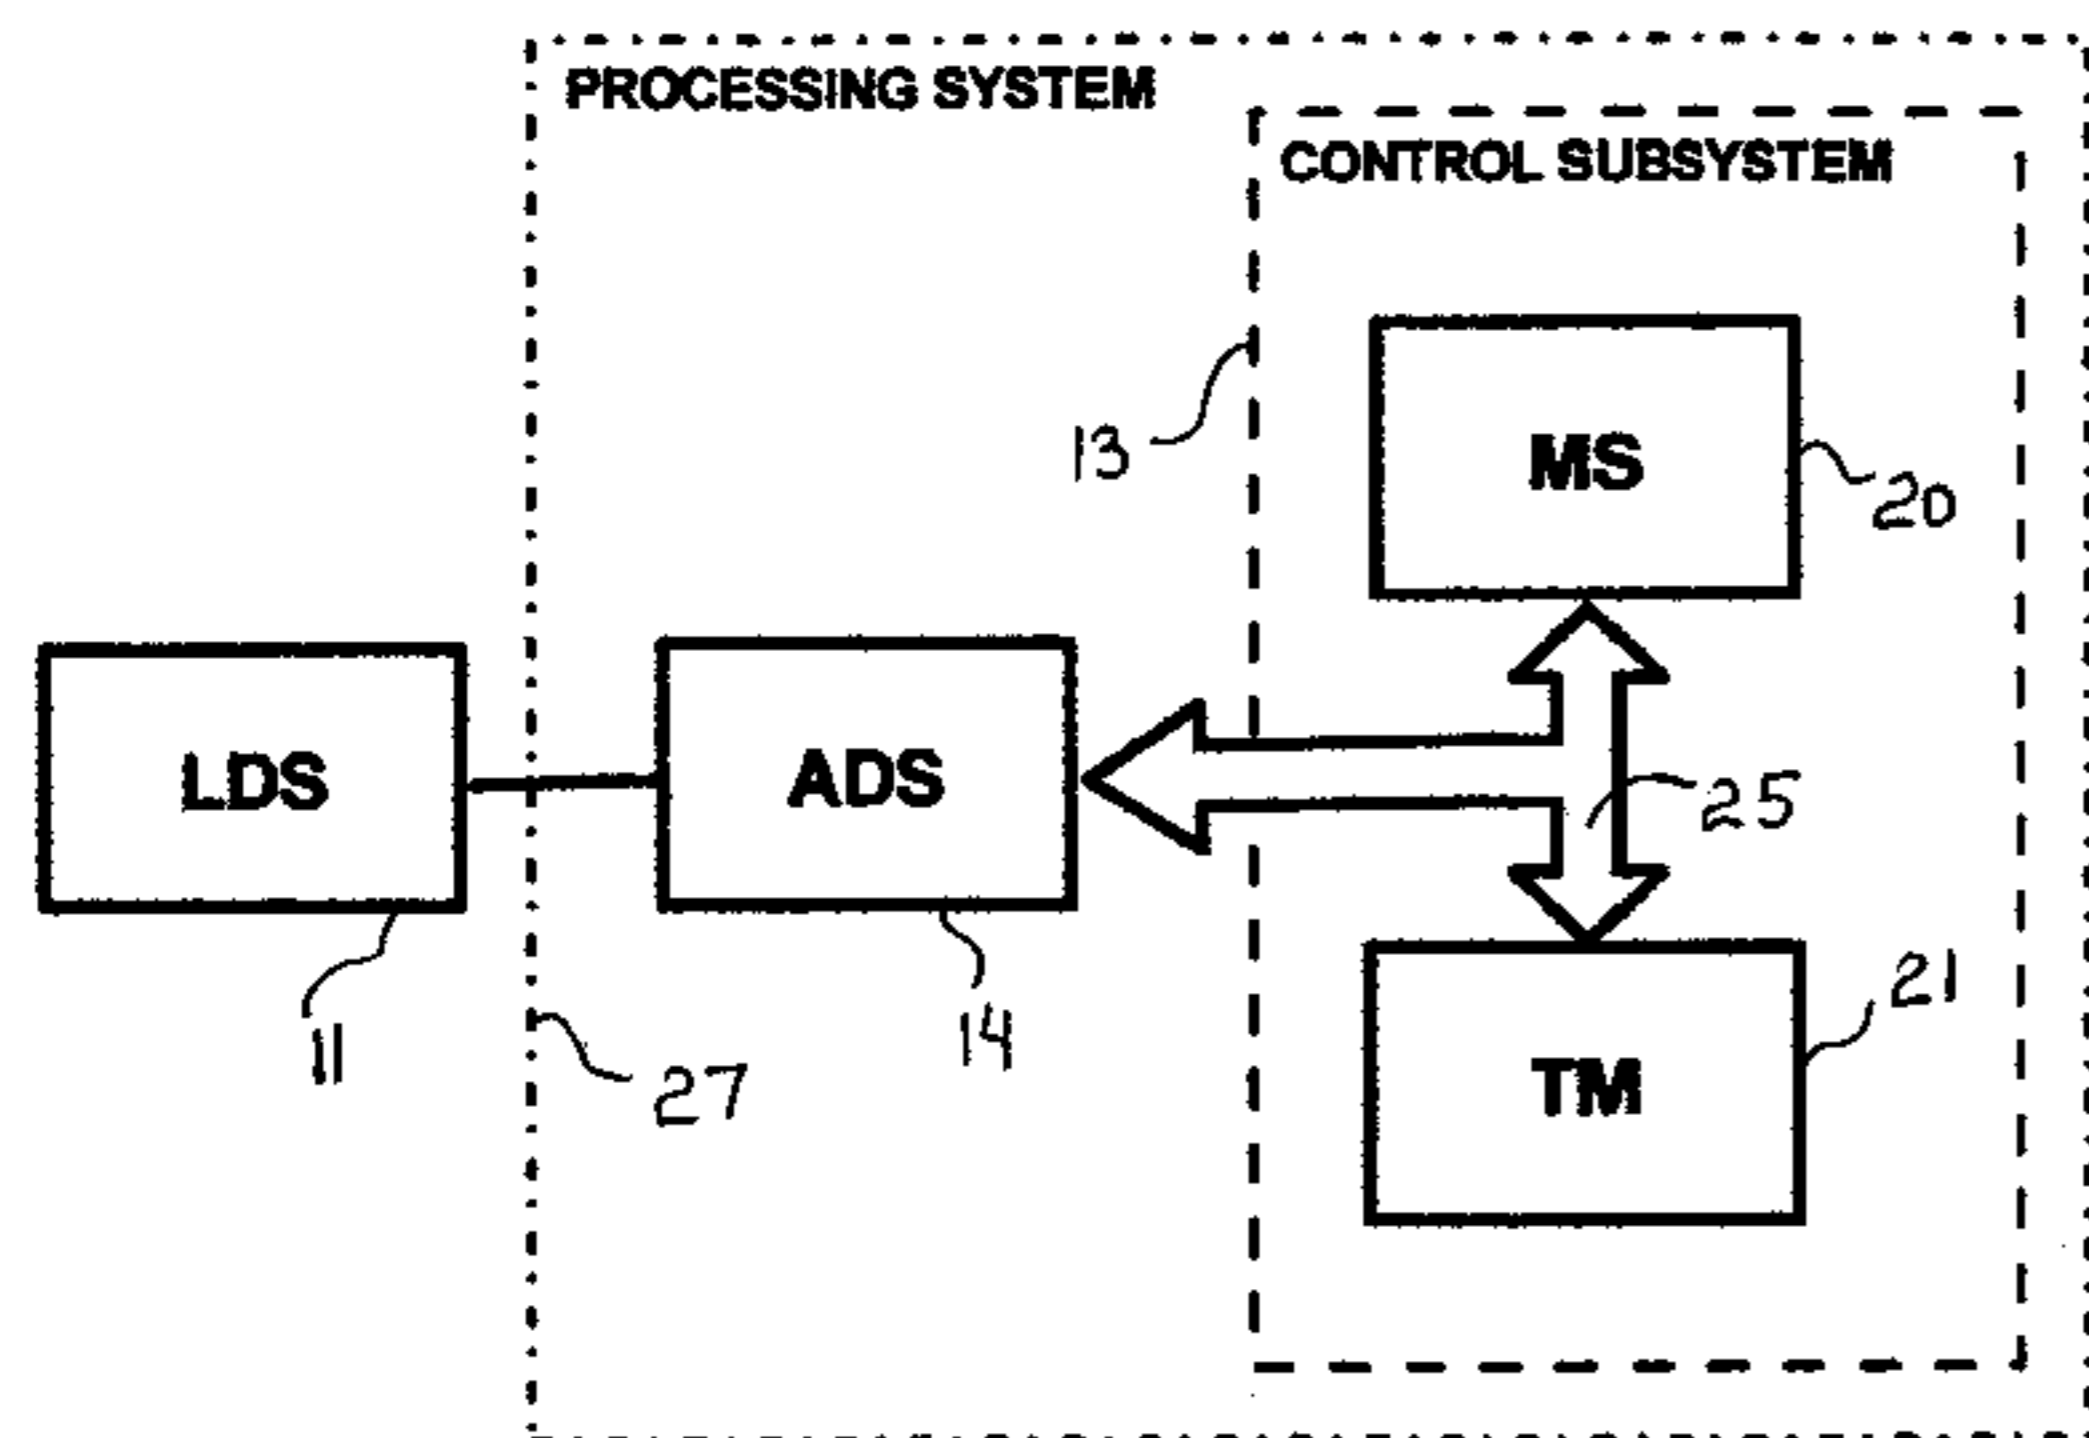 PROCESSING SYSTEM
CONTROL SUBSYSTEM
13
MS
20
LDS
ADS
25
11
27
14
21
TM